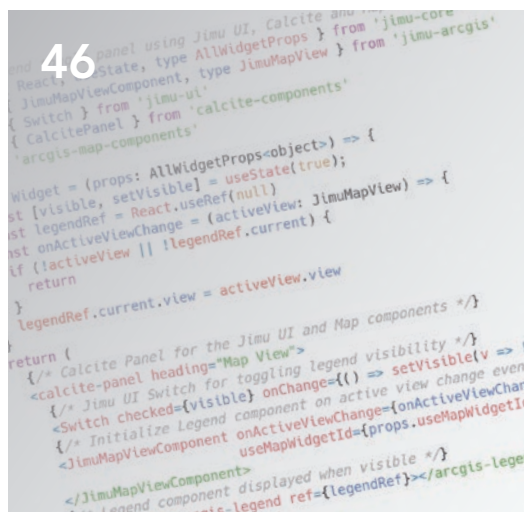 46
end panel using Jimu UI, Calcite and
React, useState, type AllWidgetProps } from 'jimu-core'
{ JimuMapViewComponent, type JimuMapView } from 'jimu-arcgis'
{ Switch } from 'jimu-ui'
{ CalcitePanel } from 'calcite-components'
'arcgis-map-components'
Widget = (props: AllWidgetProps<object>) => {
st [visible, setVisible] = useState(true);
st legendRef = React.useRef(null)
nst onActiveViewChange = (activeView: JimuMapView) => {
if (!activeView || !legendRef.current) {
return
}
legendRef.current.view = activeView.view
}
return (
{/* Calcite Panel for the Jimu UI and Map components */}
<calcite-panel heading="Map View">
{/* Jimu UI Switch for toggling legend visibility */}
<Switch checked={visible} onChange={() => setVisible(v =>
{/* Initialize Legend component on active view change even
<JimuMapViewComponent onActiveViewChange={onActiveViewChan
useMapWidgetId={props.useMapWidgetId
</JimuMapViewComponent>
Legend component displayed when visible */}
gis-legend ref={legendRef}></arcgis-lege